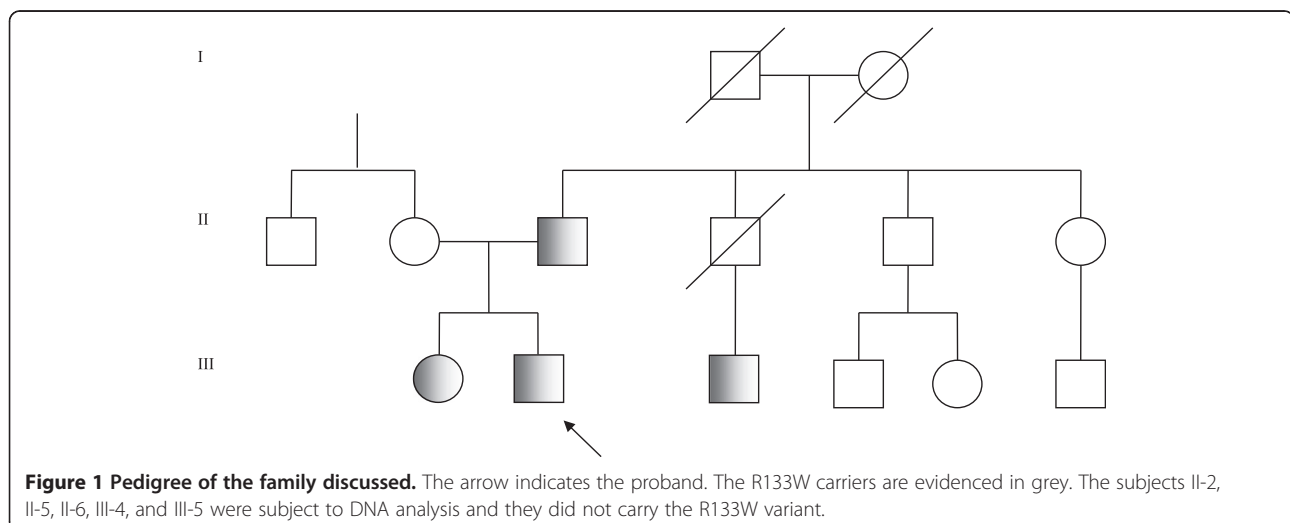 I
II
III
Figure 1 Pedigree of the family discussed. The arrow indicates the proband. The R133W carriers are evidenced in grey. The subjects II-2,
II-5, II-6, III-4, and III-5 were subject to DNA analysis and they did not carry the R133W variant.